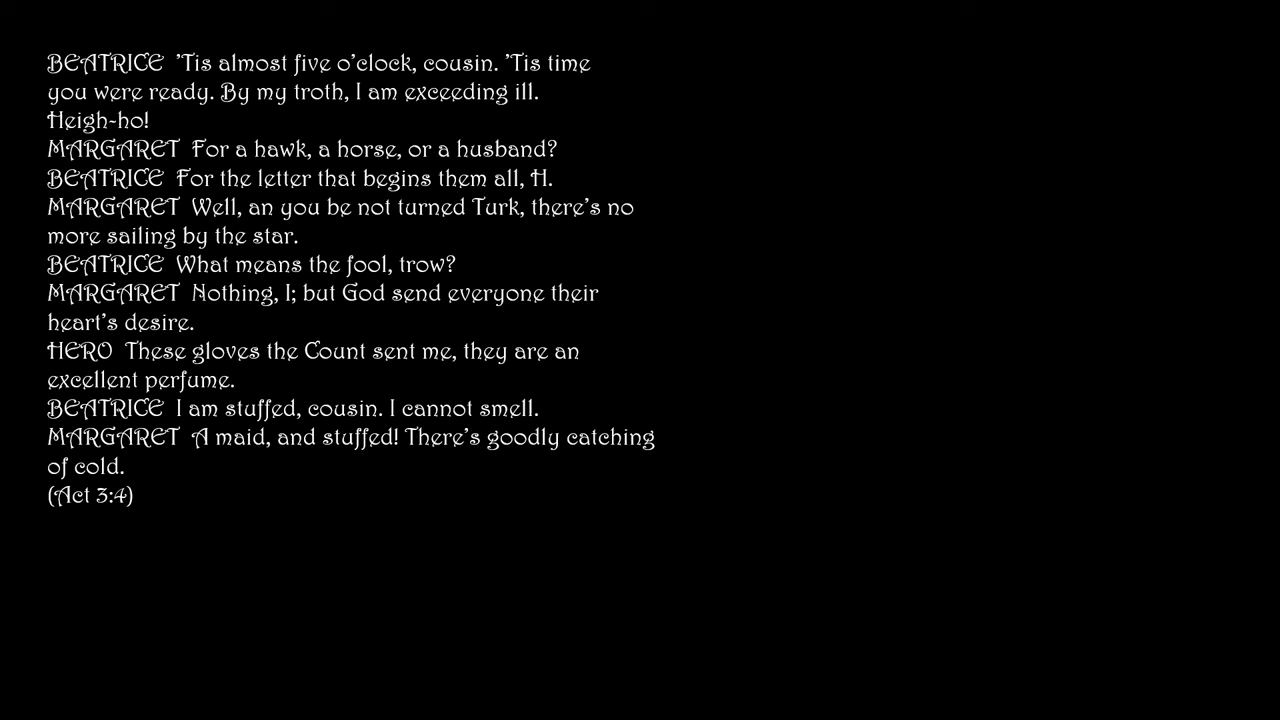 BEATRICE ’Tis almost five o’clock, cousin. ’Tis time
you were ready. By my troth, I am exceeding ill.
Heigh-ho!
MARGARET For a hawk, a horse, or a husband?
BEATRICE For the letter that begins them all, H.
MARGARET Well, an you be not turned Turk, there’s no
more sailing by the star.
BEATRICE What means the fool, trow?
MARGARET Nothing, I; but God send everyone their
heart’s desire.
HERO These gloves the Count sent me, they are an
excellent perfume.
BEATRICE I am stuffed, cousin. I cannot smell.
MARGARET A maid, and stuffed! There’s goodly catching
of cold.
(Act 3:4)